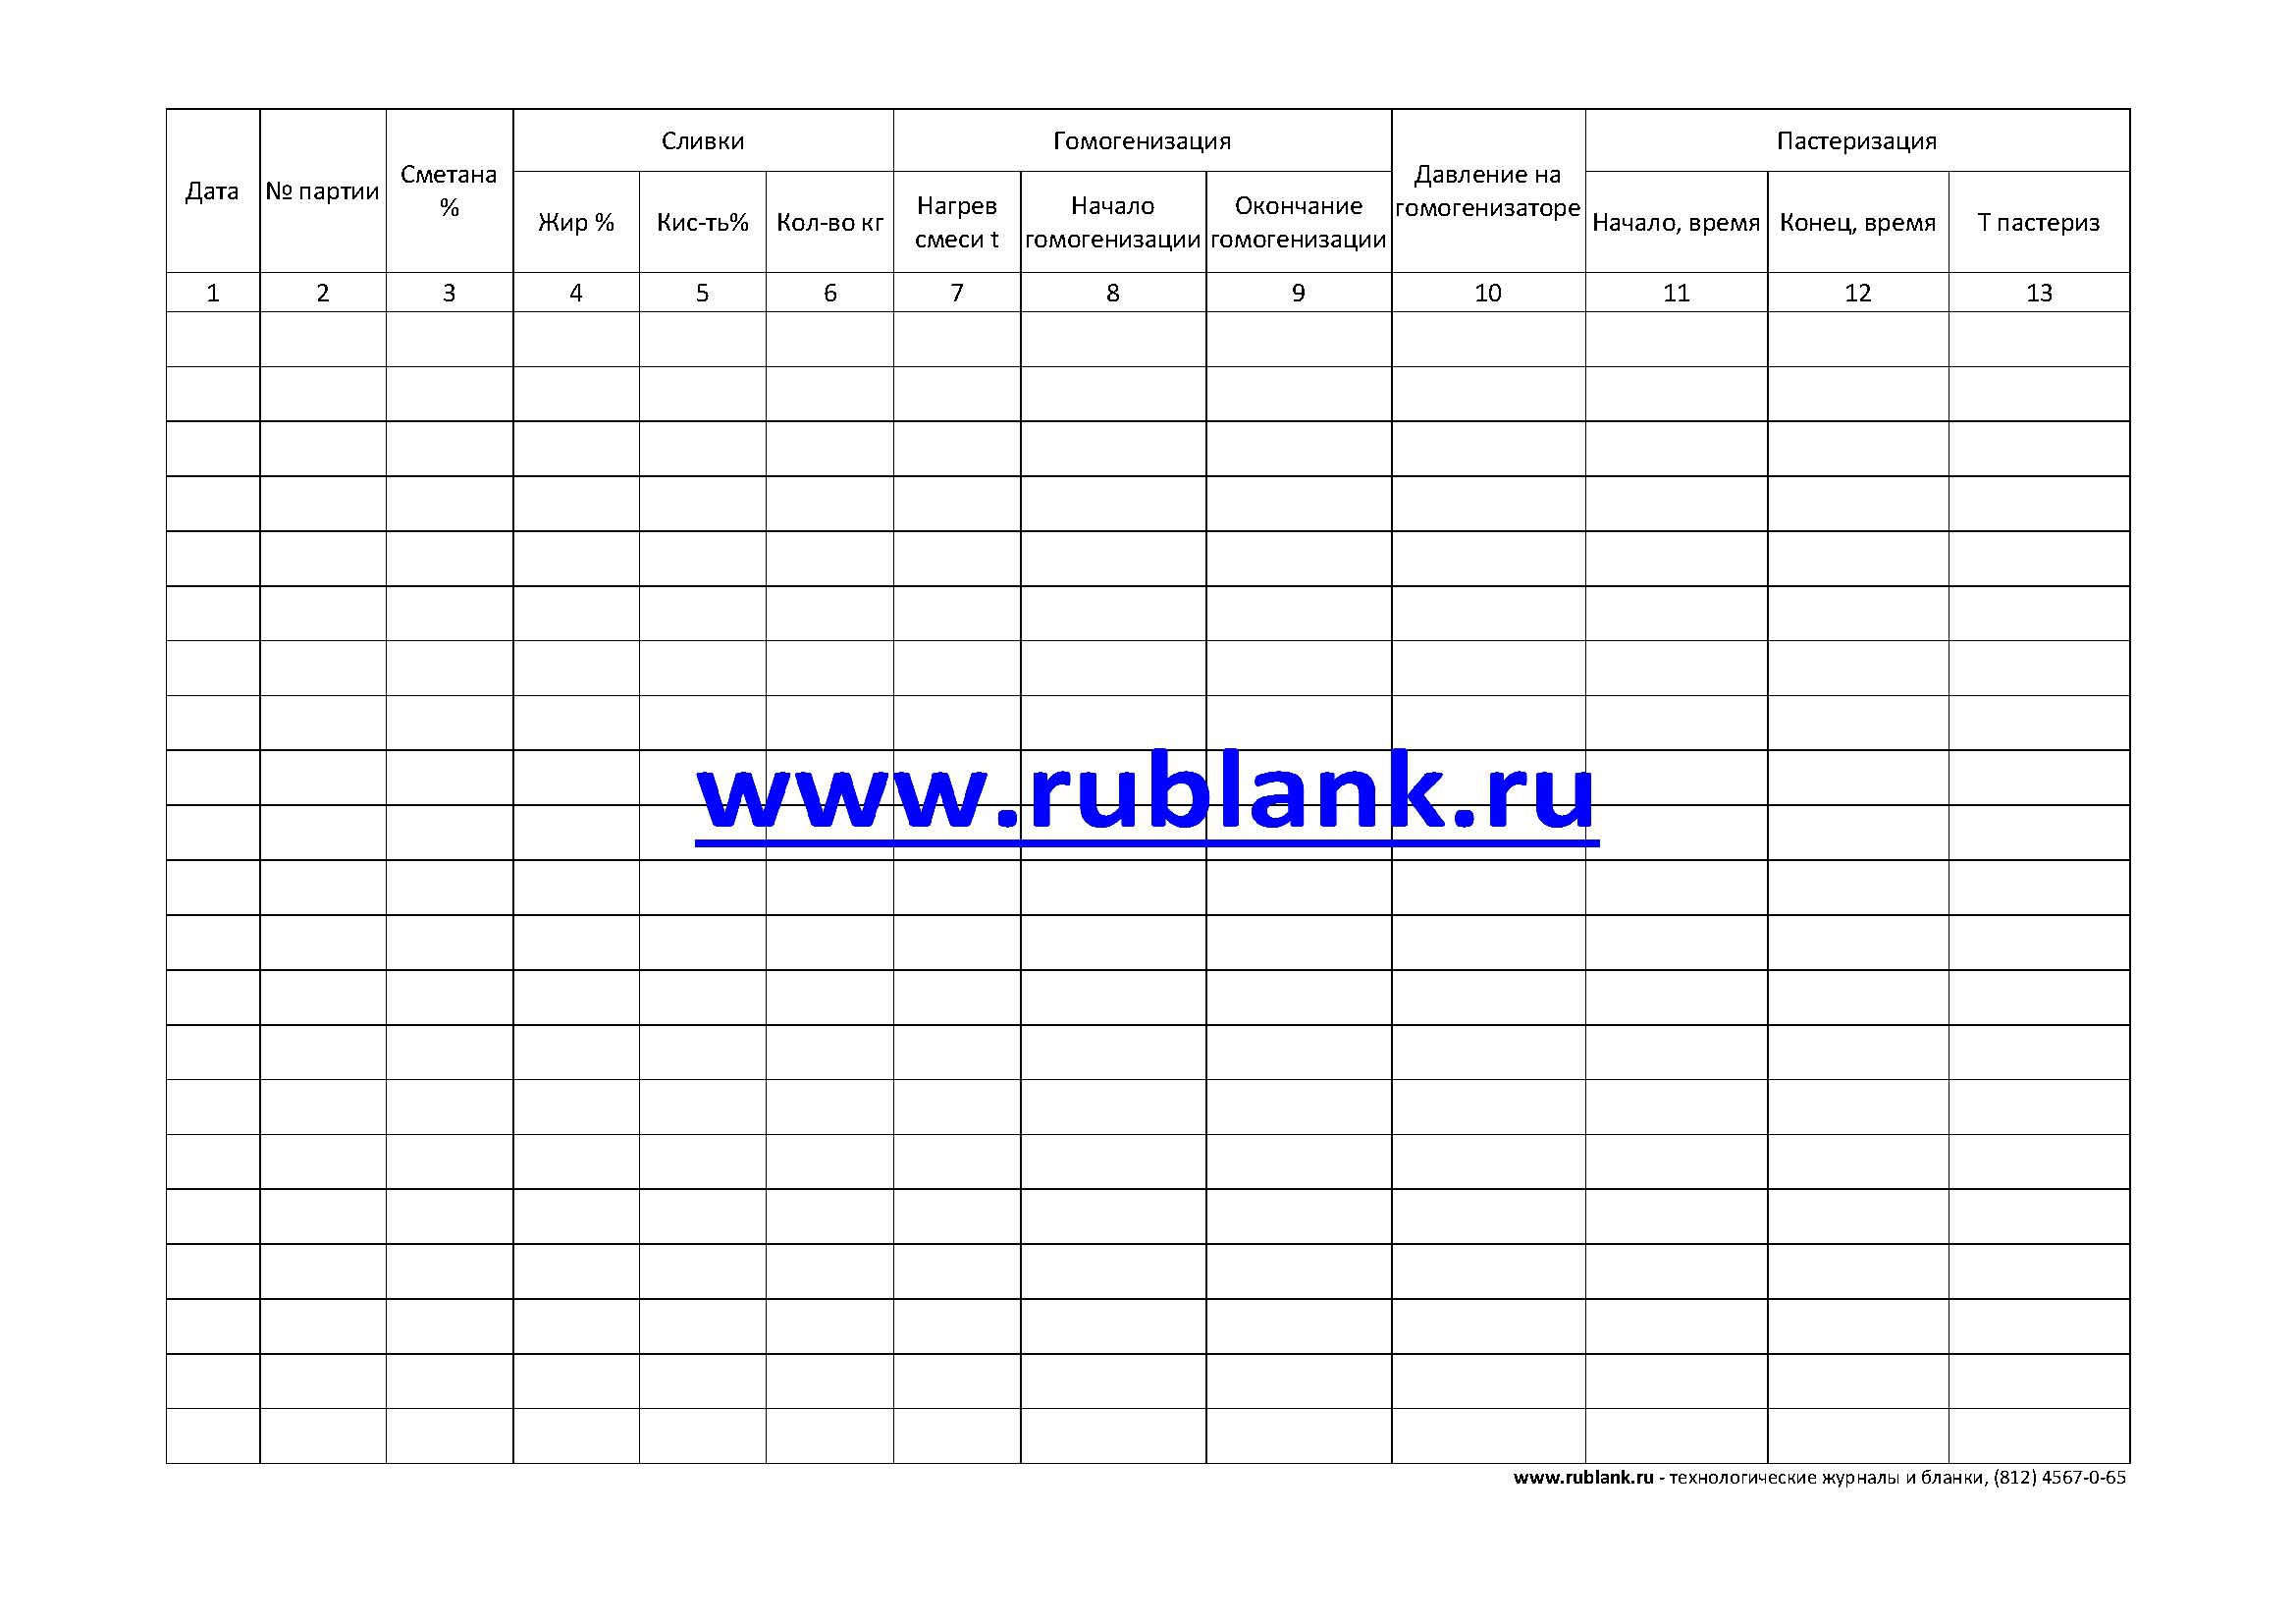 Дата
№ партии
Сметана
%
Сливки
Жир %
Кис-ть%
Кол-во кг
Гомогенизация
Нагрев
смеси t
Начало
гомогенизации
Окончание
гомогенизации
Давление на
гомогенизаторе
Пастеризация
Начало, время
Конец, время
Т пастериз
1 2 3 4 5 6 7 8 9 10 11 12 13
www.rublank.ru
www.rublank.ru - технологические журналы и бланки, (812) 4567-0-65